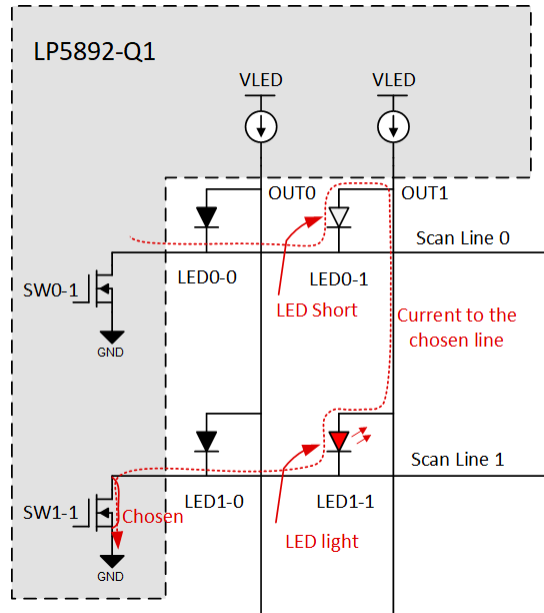 LP5892-Q1
VLED
VLED
OUT0
OUT1
Scan Line 0
LED0-0
LED0-1
SW0-1
LED Short
GND
Current to the
chosen line
Scan Line 1
LED1-0
LED1-1
SW1-1
Chosen
LED light
GND